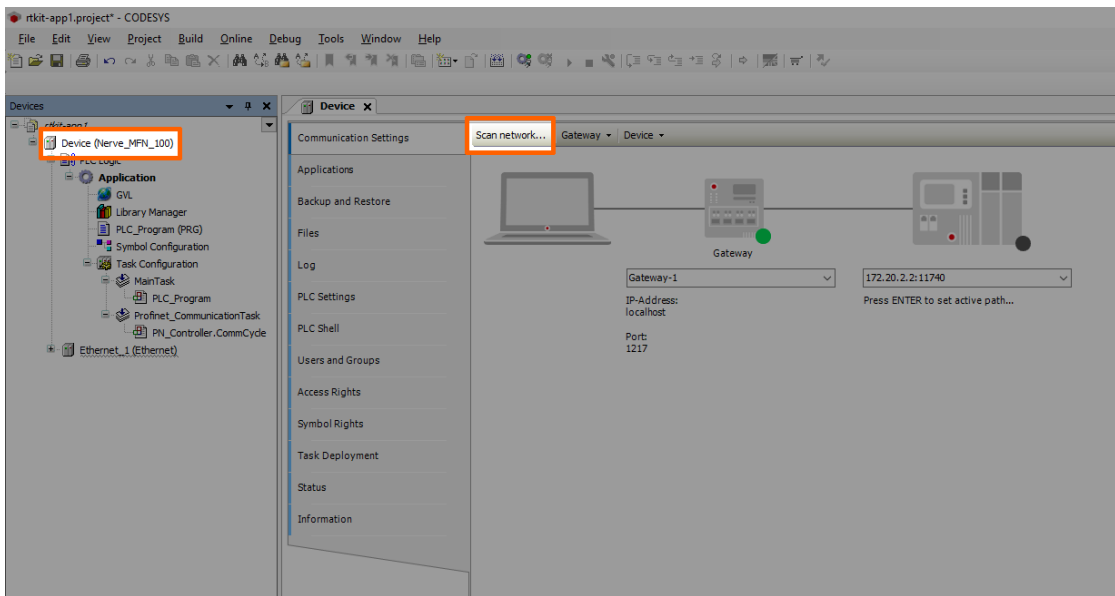 rtkit-app1.project* - CODESYS
File Edit View Project Build Online Debug Tools Window Help
Devices
rtkit-app1
Device (Nerve_MFN_100)
PLC Logic
Application
GVL
Library Manager
PLC_Program (PRG)
Symbol Configuration
Task Configuration
MainTask
PLC_Program
Profinet_CommunicationTask
PN_Controller.CommCycle
Ethernet_1 (Ethernet)
Device
Communication Settings
Applications
Backup and Restore
Files
Log
PLC Settings
PLC Shell
Users and Groups
Access Rights
Symbol Rights
Task Deployment
Status
Information
Scan network... Gateway Device
Gateway
Gateway-1
IP-Address:
localhost
Port:
1217
172.20.2.2:11740
Press ENTER to set active path...